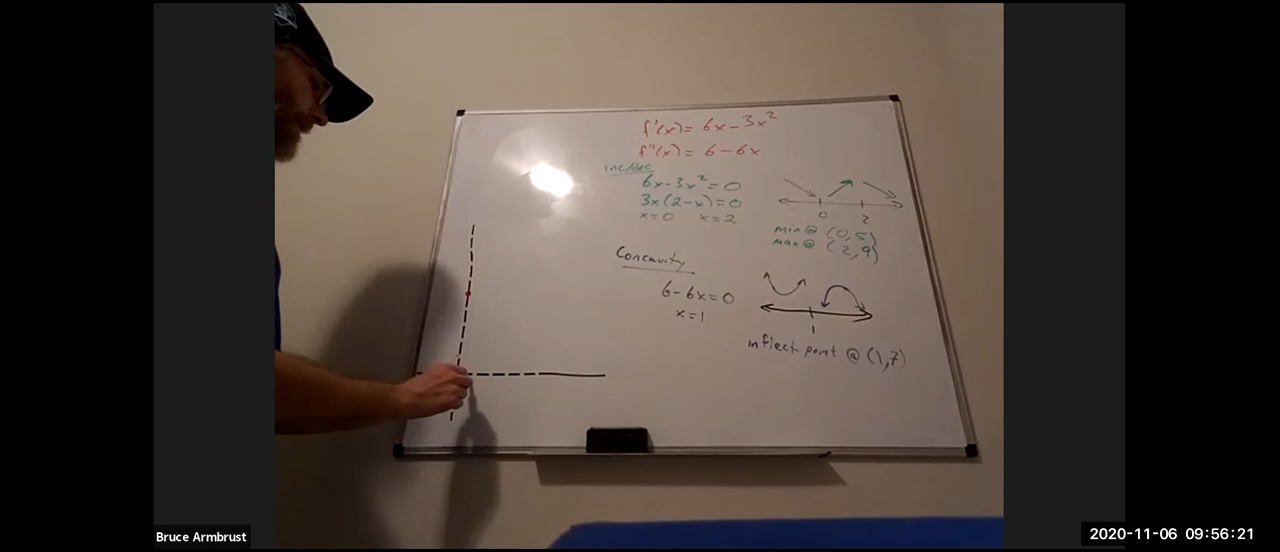 f'(x) = 6x - 3x²
f"(x) = 6 - 6x
inc/dec
6x - 3x² = 0
3x(2 - x) = 0
x = 0 x = 2
0 2
min @ (0, 5)
max @ (2, 9)
Concavity
6 - 6x = 0
x = 1
1
inflect point @ (1, 7)
Bruce Armbrust
2020-11-06 09:56:21